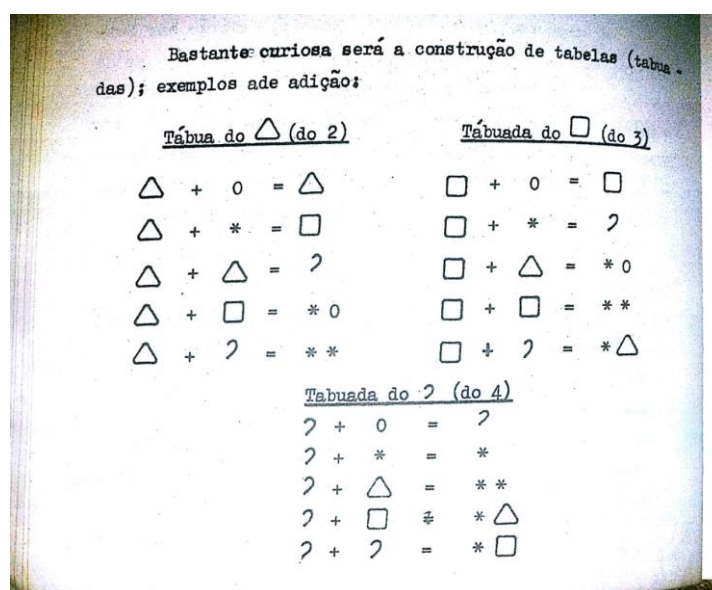 Bastante curiosa será a construção de tabelas (tabua-
das); exemplos ade adição:
Tábua do △ (do 2)
△ + 0 = △
△ + * = □
△ + △ = ?
△ + □ = * 0
△ + ? = * *
Tábuada do □ (do 3)
□ + 0 = □
□ + * = ?
□ + △ = * 0
□ + □ = * *
□ + ? = * △
Tabuada do ? (do 4)
? + 0 = ?
? + * = *
? + △ = * *
? + □ = * △
? + ? = * □